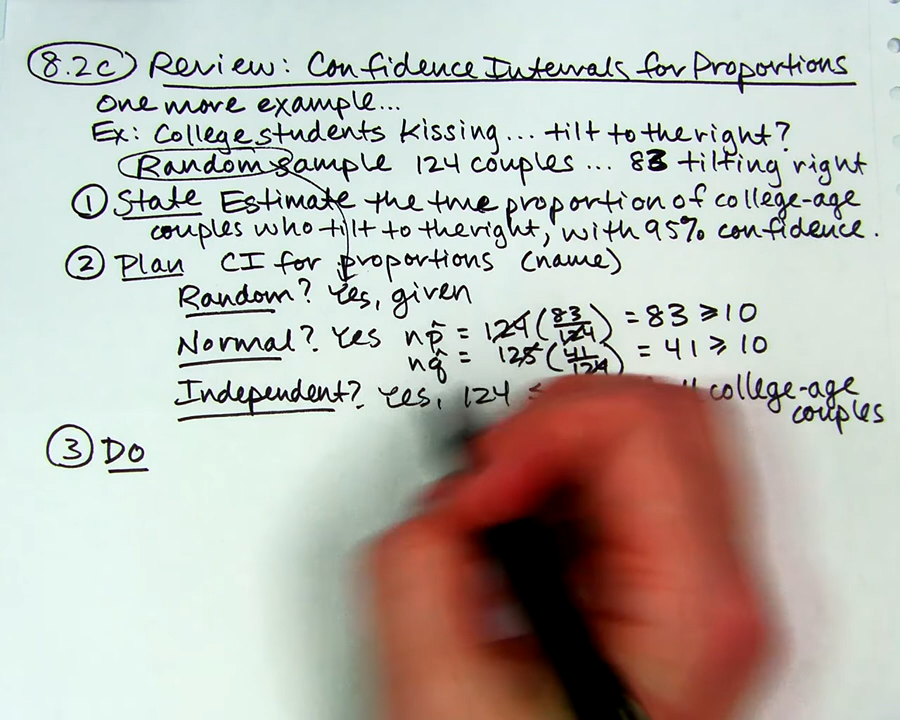 8.2c Review: Confidence Intervals for Proportions
One more example...
Ex: College students kissing... tilt to the right?
Random sample 124 couples ... 83 tilting right
① State Estimate the true proportion of college-age
couples who tilt to the right, with 95% confidence.
② Plan CI for proportions (name)
Random? Yes, given
Normal? Yes np̂ = 124(83/124) = 83 ≥ 10
nq̂ = 125(41/124) = 41 ≥ 10
Independent? Yes, 124 ≤ college-age
couples
③ Do